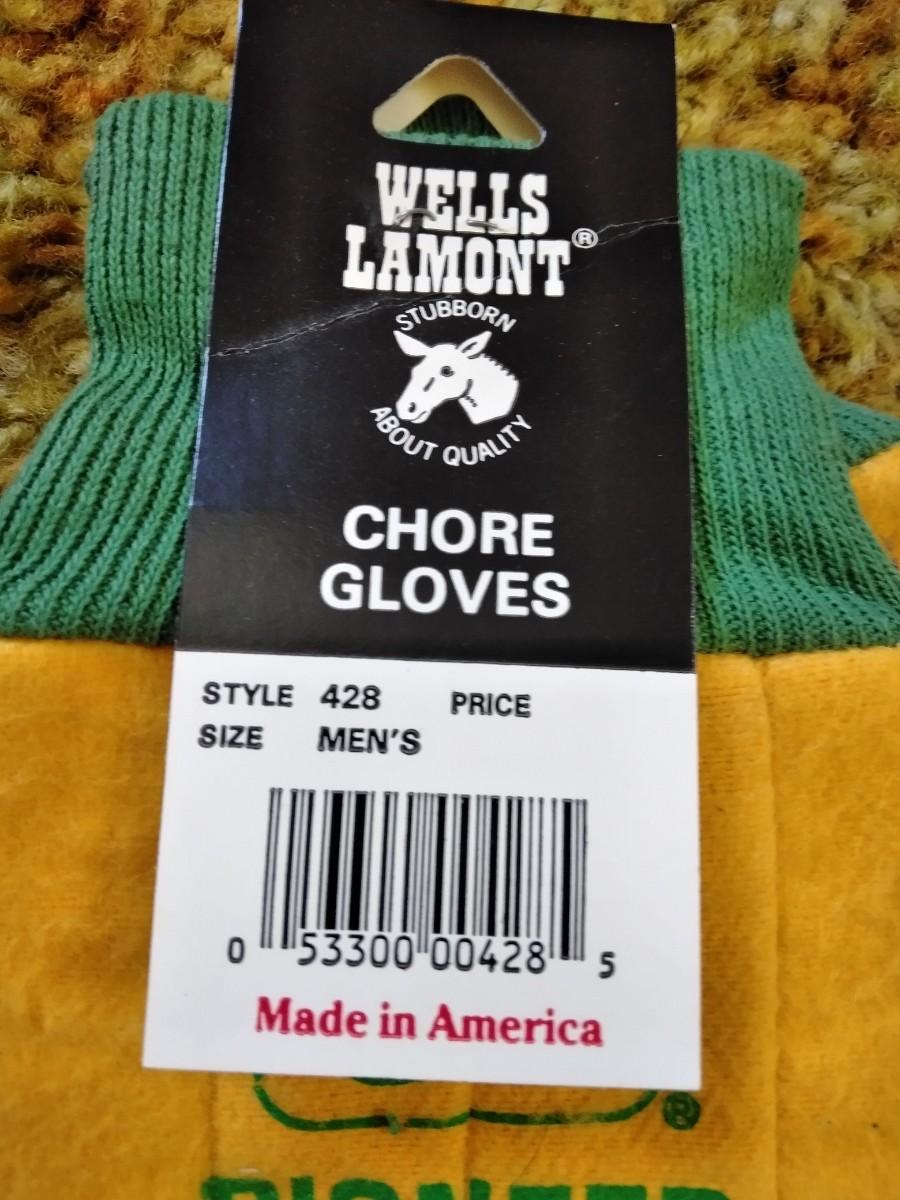 WELLS
LAMONT®
STUBBORN
ABOUT QUALITY
CHORE
GLOVES
STYLE 428 PRICE
SIZE MEN'S
0 53300 00428 5
Made in America
®
PIONEER